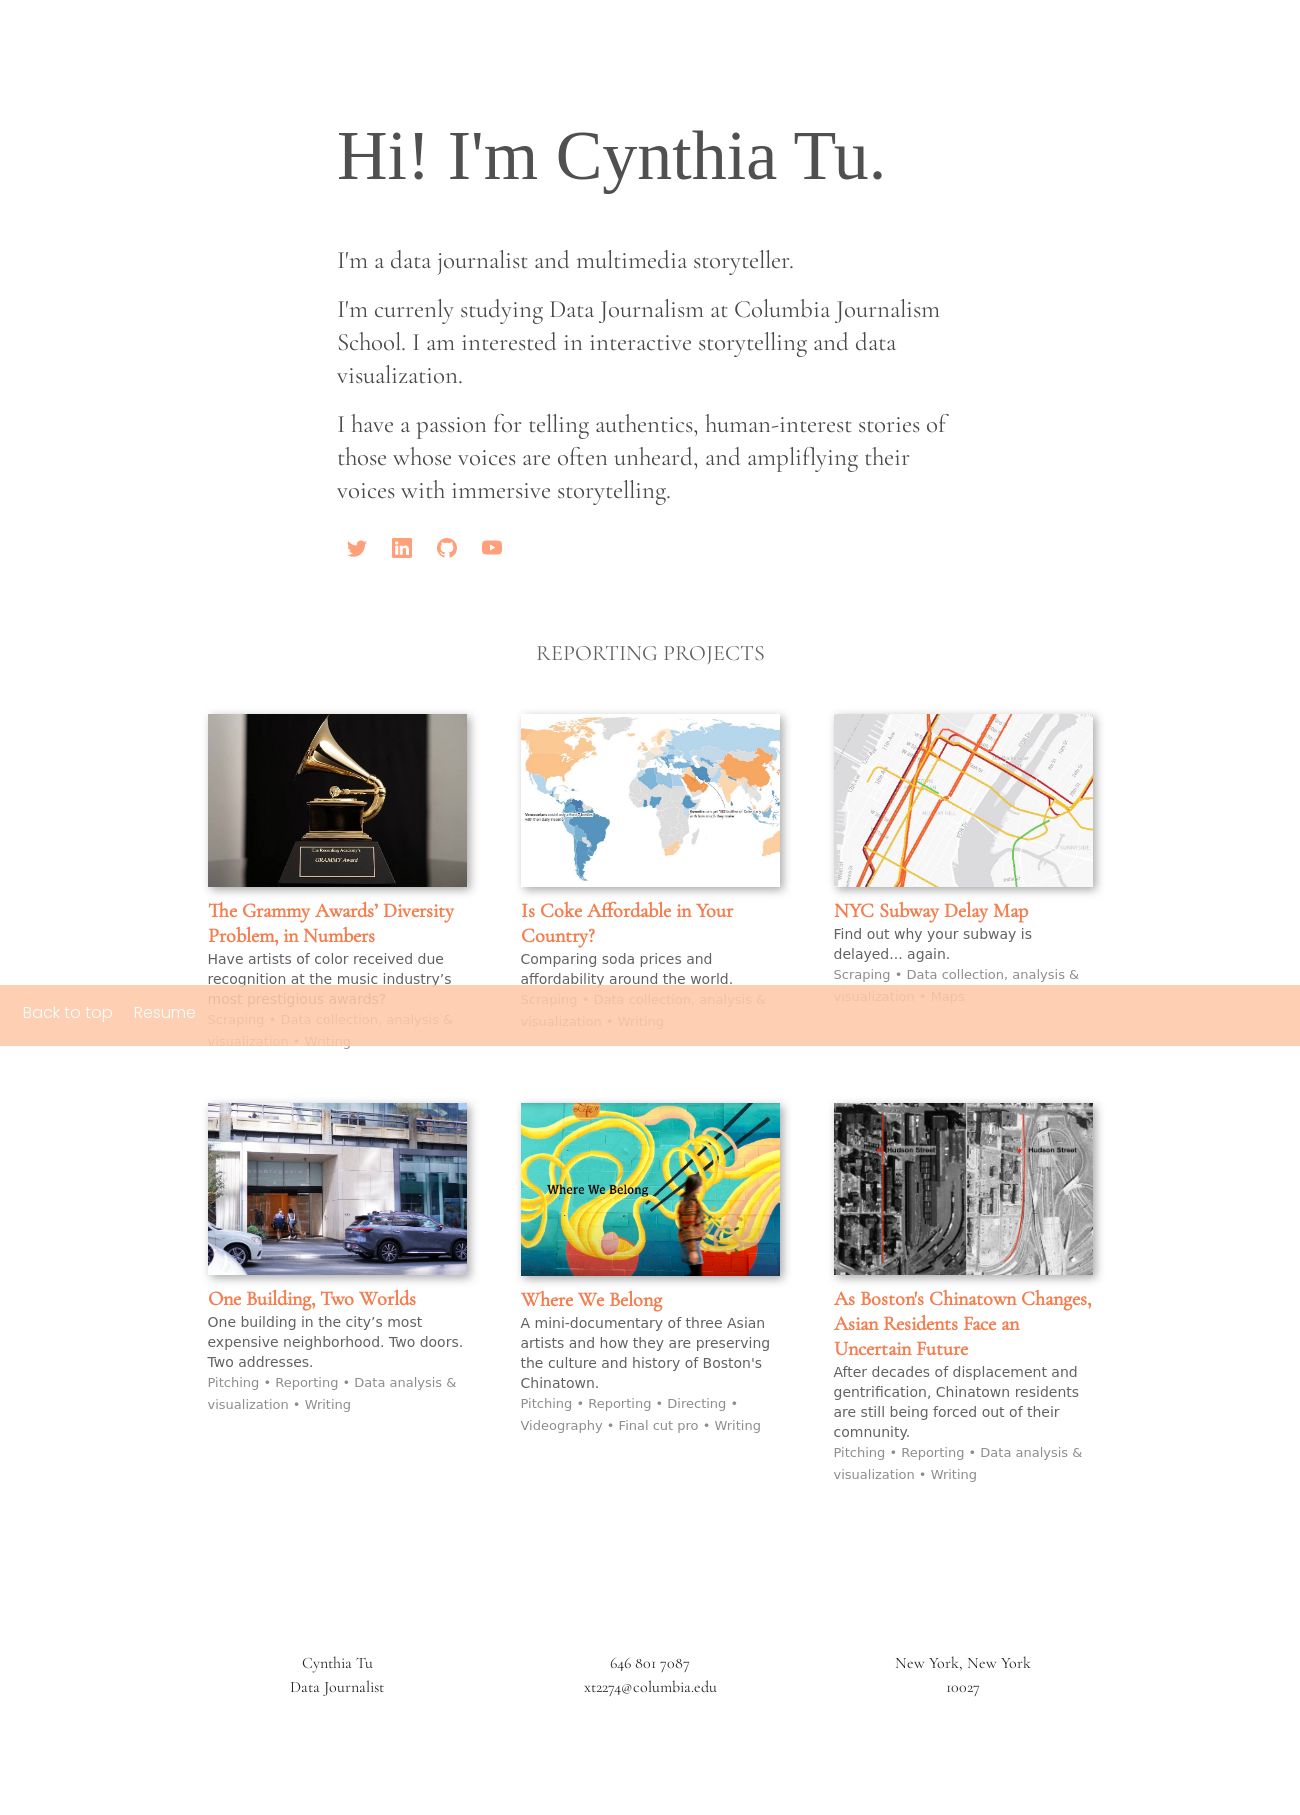 Hi! I'm Cynthia Tu.
I'm a data journalist and multimedia storyteller.
I'm currenly studying Data Journalism at Columbia Journalism
School. I am interested in interactive storytelling and data
visualization.
I have a passion for telling authentics, human-interest stories of
those whose voices are often unheard, and ampliflying their
voices with immersive storytelling.
REPORTING PROJECTS
GRAMMY Award
The Grammy Awards’ Diversity
Problem, in Numbers
Have artists of color received due
recognition at the music industry’s
most prestigious awards?
Scraping • Data collection, analysis &
visualization • Writing
Is Coke Affordable in Your
Country?
Comparing soda prices and
affordability around the world.
Scraping • Data collection, analysis &
visualization • Writing
SUNNYSIDE
NYC Subway Delay Map
Find out why your subway is
delayed... again.
Scraping • Data collection, analysis &
visualization • Maps
Back to top Resume
One Building, Two Worlds
One building in the city’s most
expensive neighborhood. Two doors.
Two addresses.
Pitching • Reporting • Data analysis &
visualization • Writing
Life
Where We Belong
Where We Belong
A mini-documentary of three Asian
artists and how they are preserving
the culture and history of Boston's
Chinatown.
Pitching • Reporting • Directing •
Videography • Final cut pro • Writing
Hudson Street Hudson Street
As Boston's Chinatown Changes,
Asian Residents Face an
Uncertain Future
After decades of displacement and
gentrification, Chinatown residents
are still being forced out of their
comnunity.
Pitching • Reporting • Data analysis &
visualization • Writing
Cynthia Tu
Data Journalist
646 801 7087
xt2274@columbia.edu
New York, New York
10027